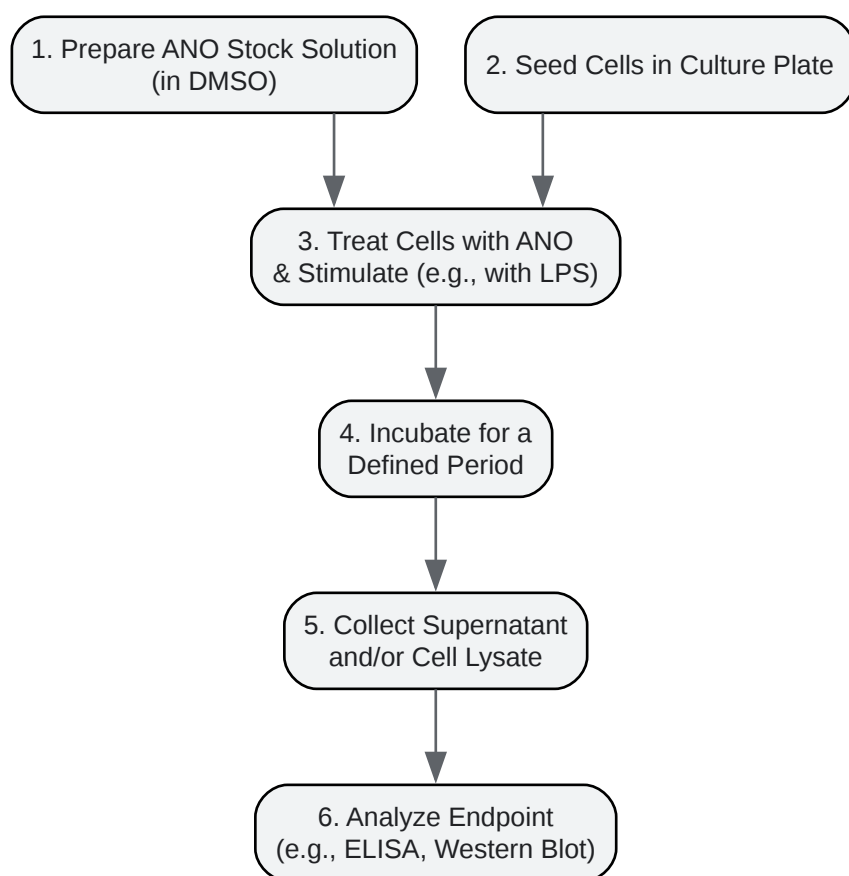 1. Prepare ANO Stock Solution
(in DMSO)
2. Seed Cells in Culture Plate
3. Treat Cells with ANO
& Stimulate (e.g., with LPS)
4. Incubate for a
Defined Period
5. Collect Supernatant
and/or Cell Lysate
6. Analyze Endpoint
(e.g., ELISA, Western Blot)